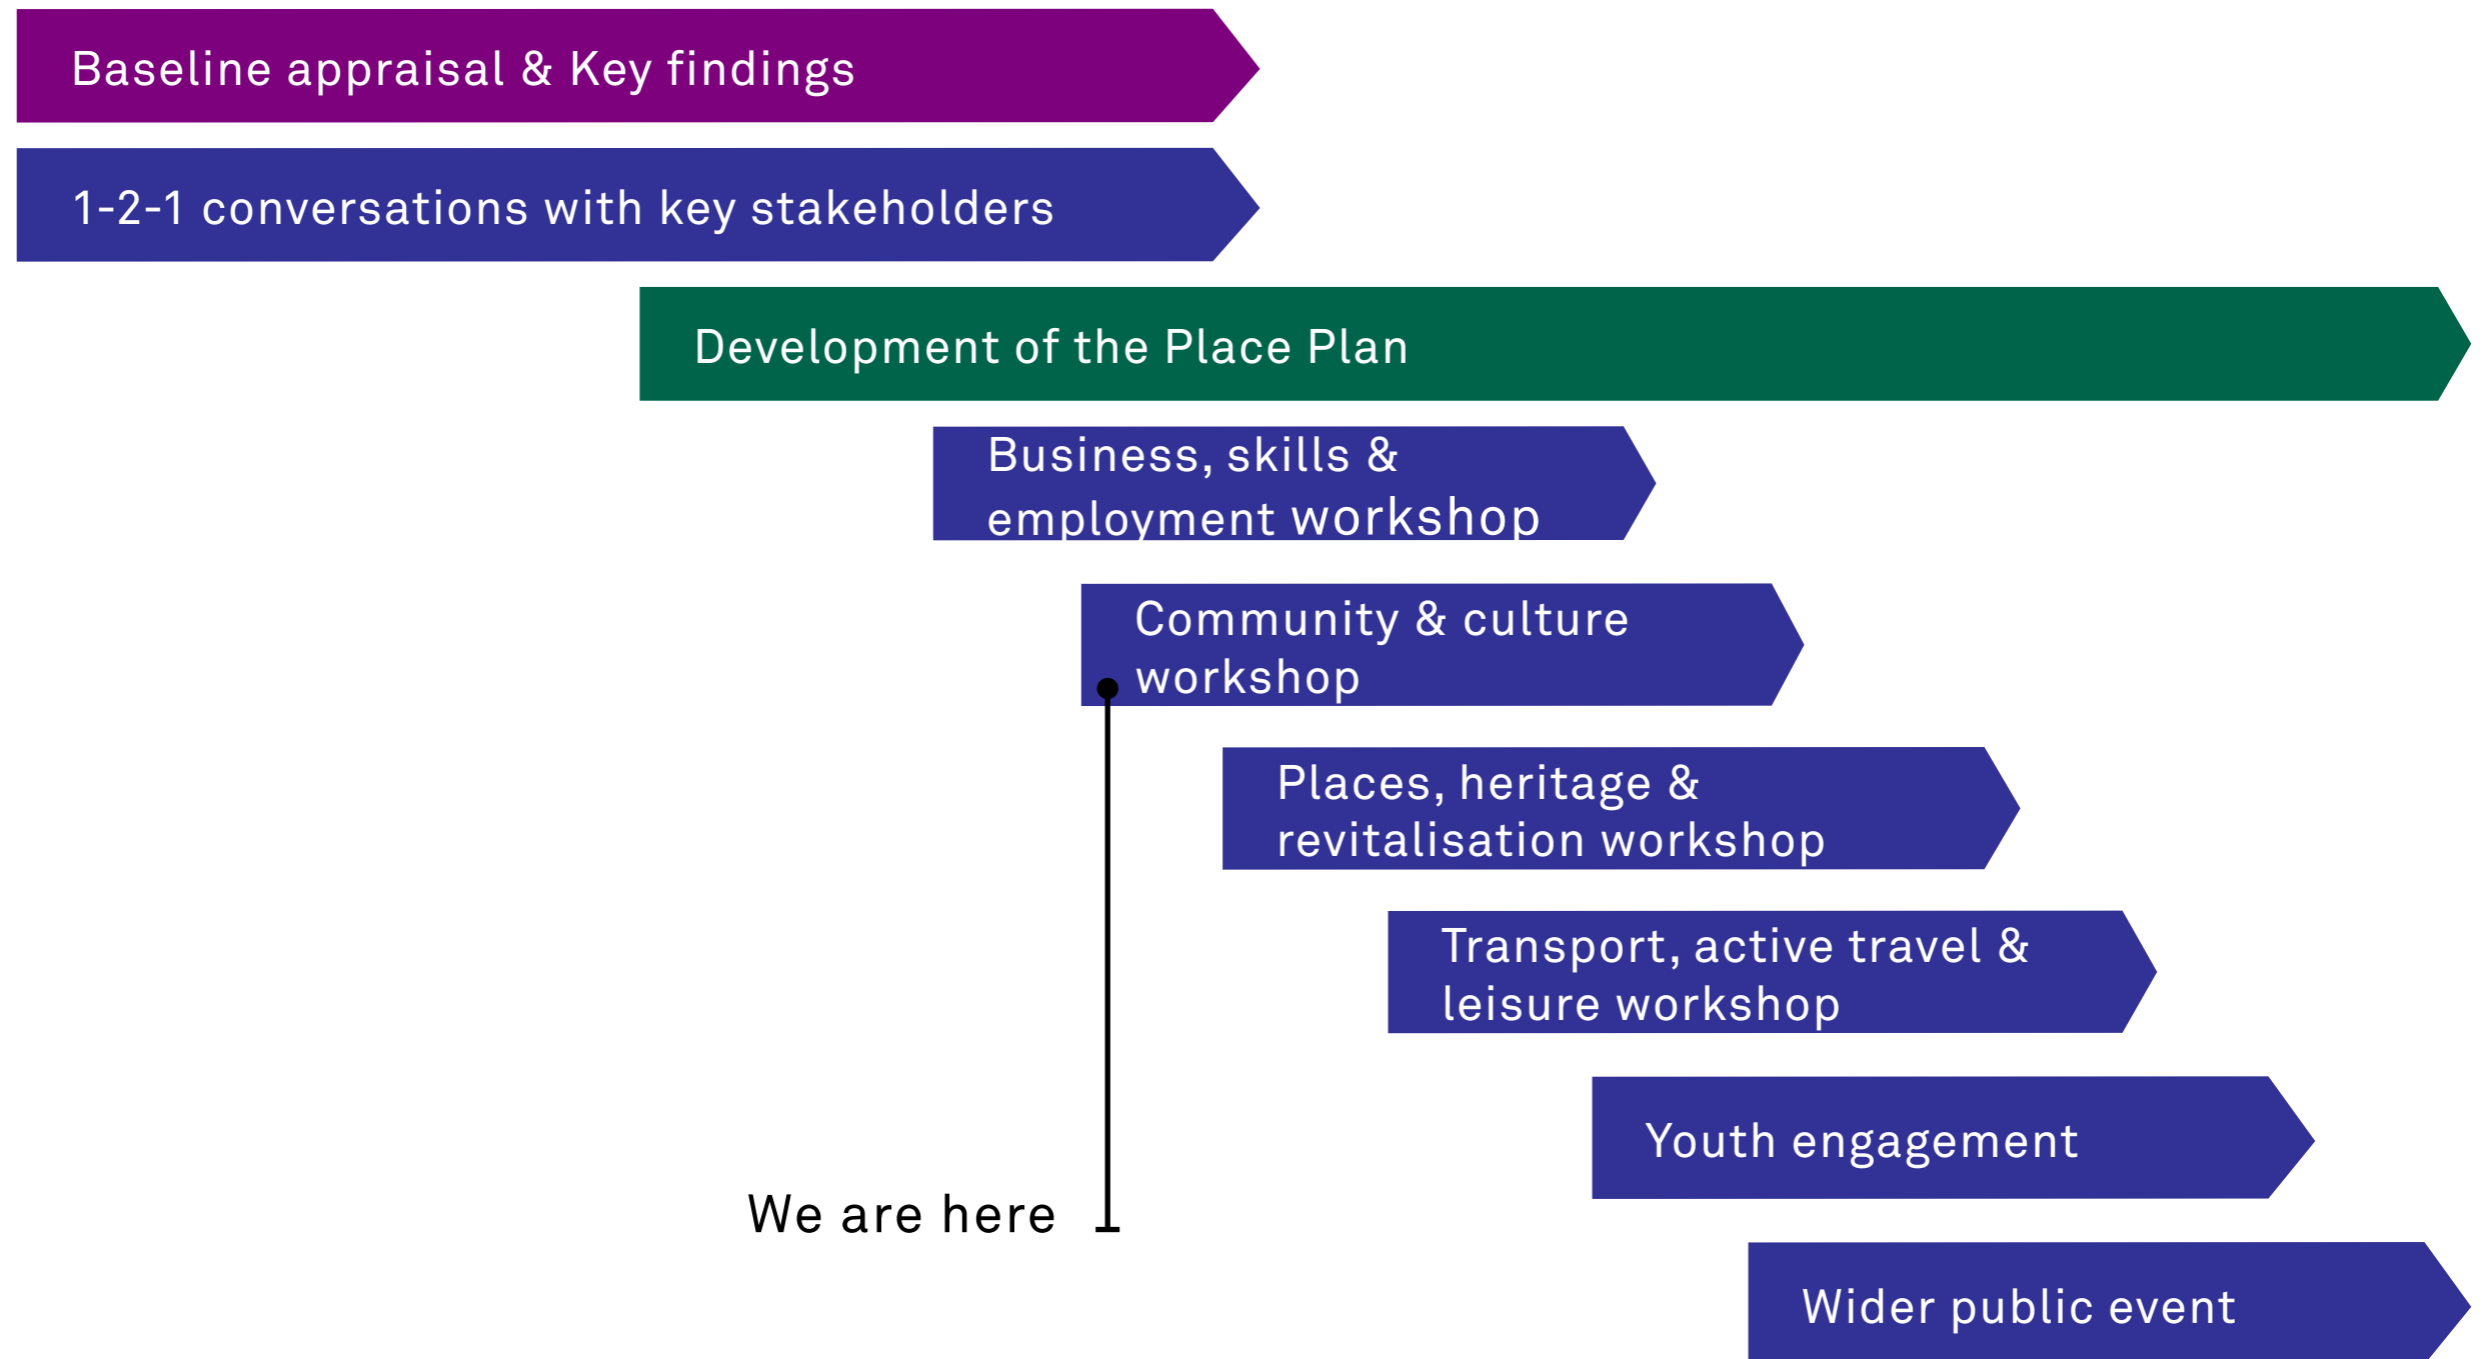 Baseline appraisal & Key findings
1-2-1 conversations with key stakeholders
Development of the Place Plan
Business, skills &
employment workshop
Community & culture
workshop
Places, heritage &
revitalisation workshop
Transport, active travel &
leisure workshop
Youth engagement
We are here
Wider public event